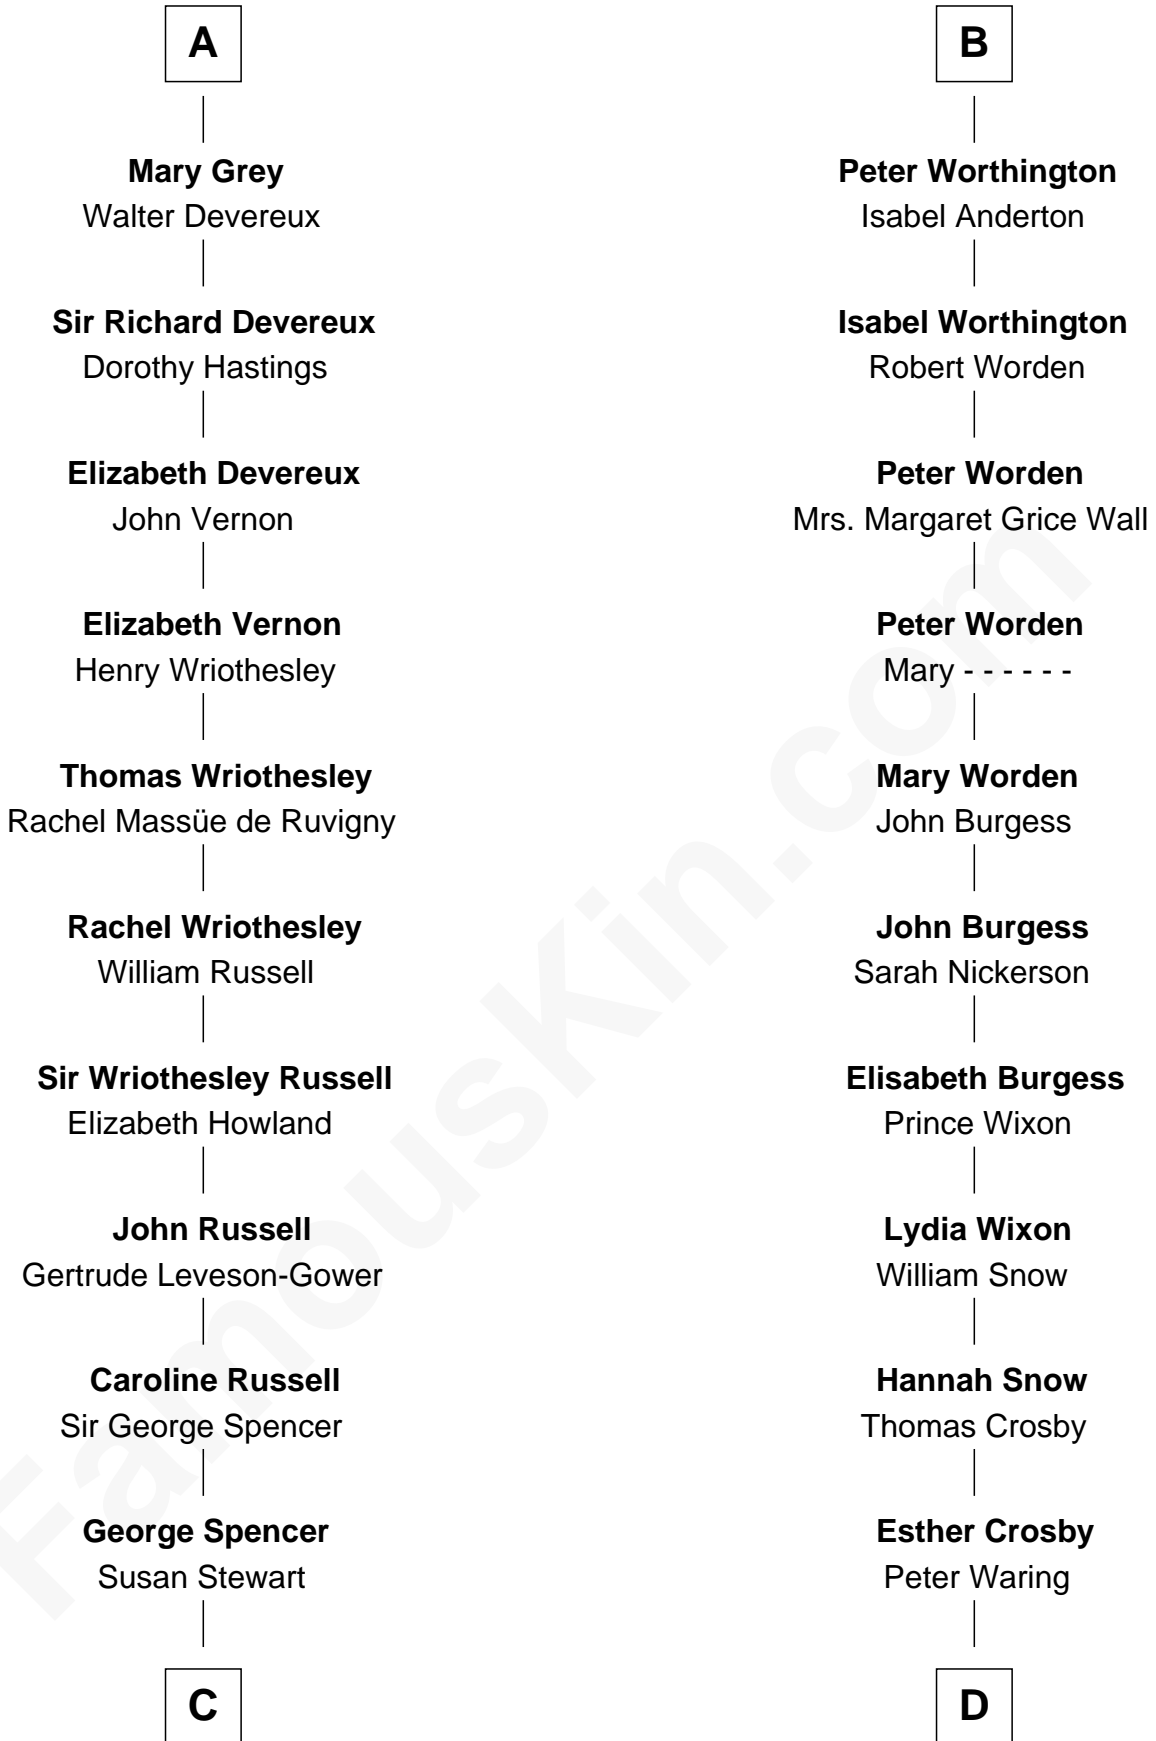 A
Mary Grey
Walter Devereux
Sir Richard Devereux
Dorothy Hastings
Elizabeth Devereux
John Vernon
Elizabeth Vernon
Henry Wriothesley
Thomas Wriothesley
Rachel Massüe de Ruvigny
Rachel Wriothesley
William Russell
Sir Wriothesley Russell
Elizabeth Howland
John Russell
Gertrude Leveson-Gower
Caroline Russell
Sir George Spencer
George Spencer
Susan Stewart
C
B
Peter Worthington
Isabel Anderton
Isabel Worthington
Robert Worden
Peter Worden
Mrs. Margaret Grice Wall
Peter Worden
Mary - - - - - -
Mary Worden
John Burgess
John Burgess
Sarah Nickerson
Elisabeth Burgess
Prince Wixon
Lydia Wixon
William Snow
Hannah Snow
Thomas Crosby
Esther Crosby
Peter Waring
D
FamousKin.com